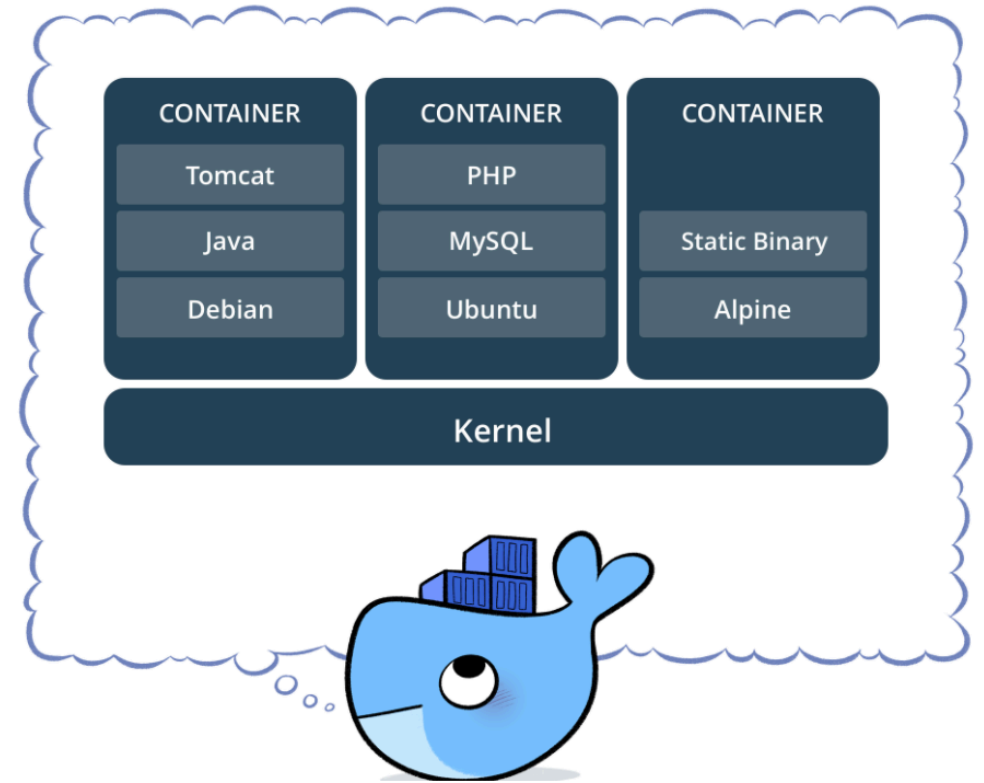 CONTAINER
Tomcat
Java
Debian
CONTAINER
PHP
MySQL
Ubuntu
CONTAINER
Static Binary
Alpine
Kernel